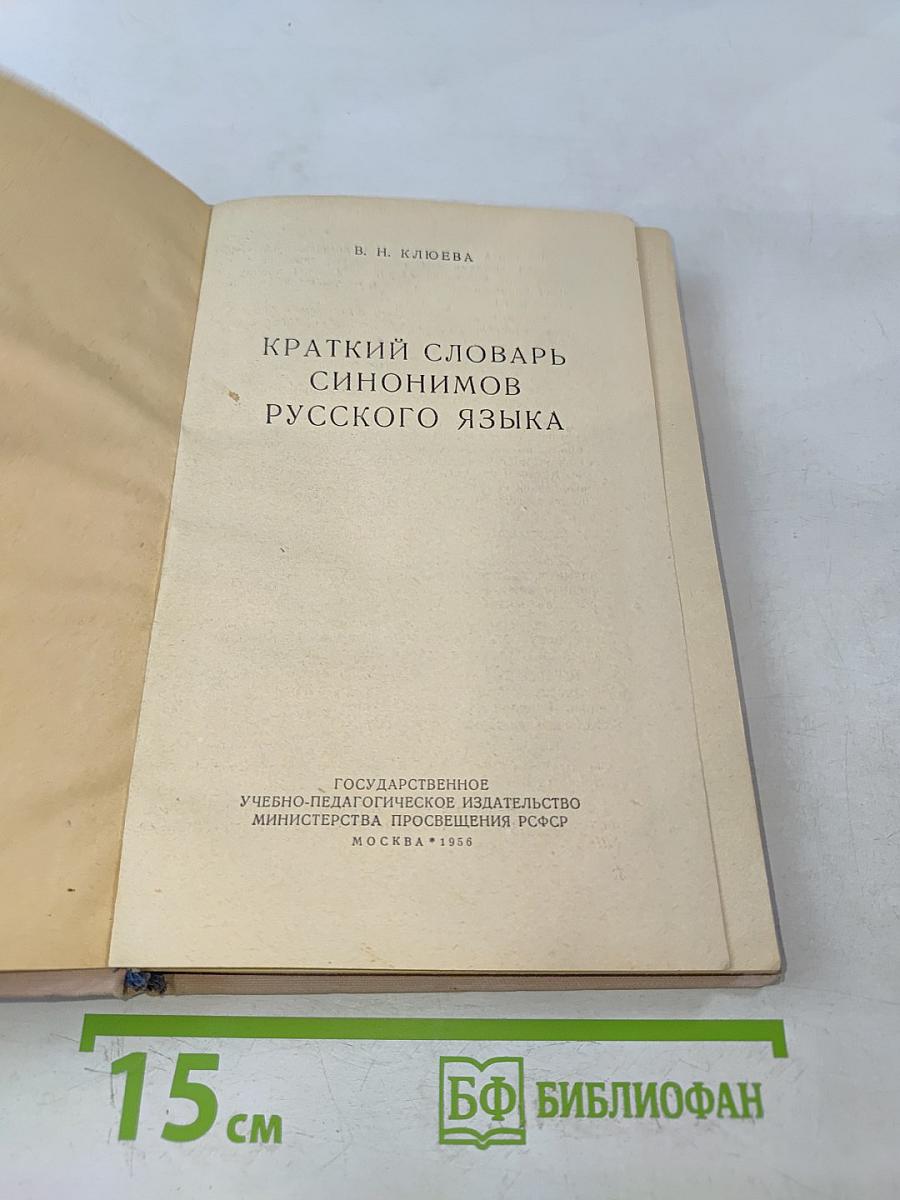 В. Н. КЛЮЕВА
КРАТКИЙ СЛОВАРЬ
СИНОНИМОВ
РУССКОГО ЯЗЫКА
ГОСУДАРСТВЕННОЕ
УЧЕБНО-ПЕДАГОГИЧЕСКОЕ ИЗДАТЕЛЬСТВО
МИНИСТЕРСТВА ПРОСВЕЩЕНИЯ РСФСР
МОСКВА * 1956
15 см
БФ БИБЛИОФАН